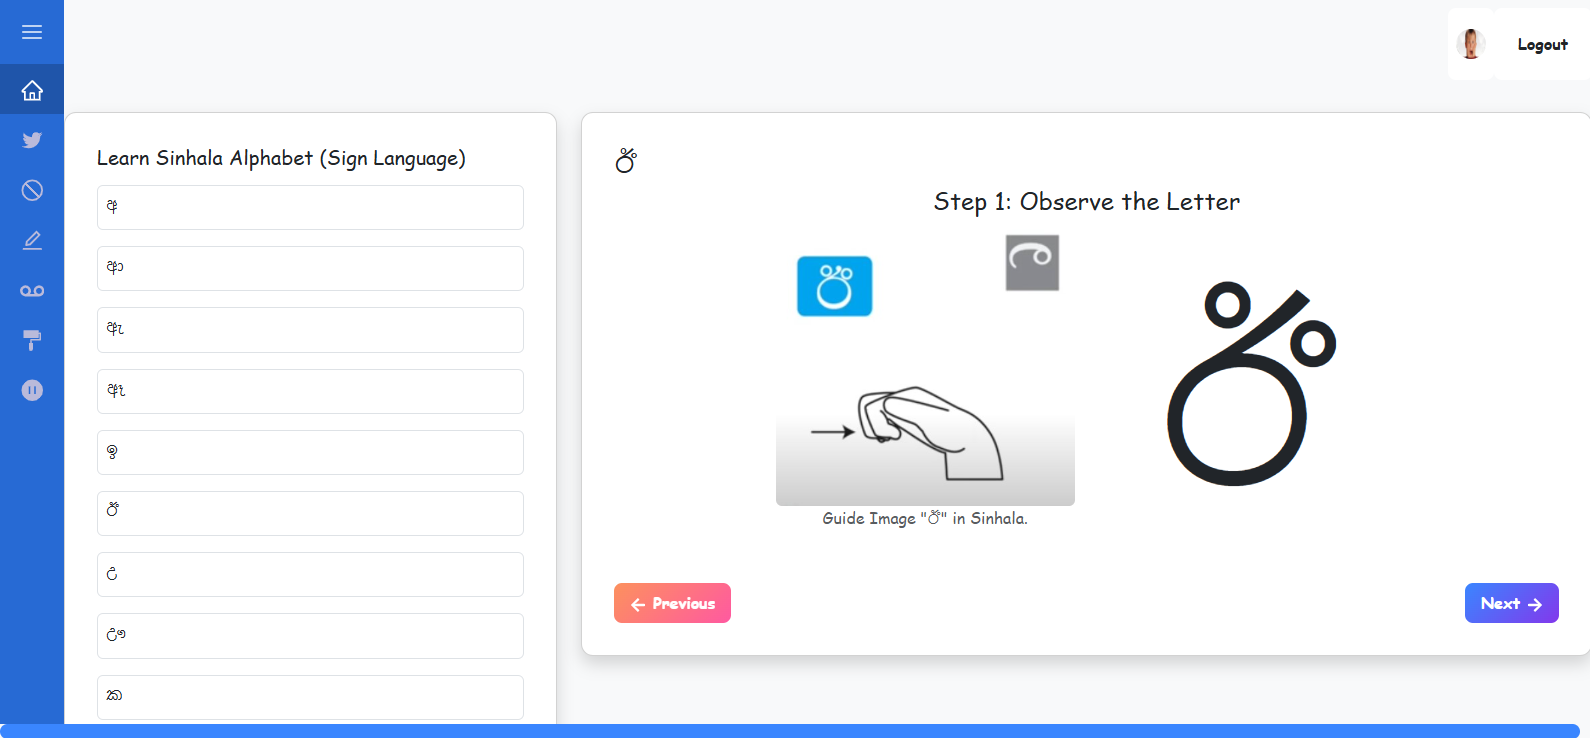 Logout
Learn Sinhala Alphabet (Sign Language)
අ
ආ
ඇ
ඈ
ඉ
ඊ
උ
ඌ
ක
ඊ
Step 1: Observe the Letter
ඊ
ඊ
Guide Image "ඊ" in Sinhala.
Previous
Next